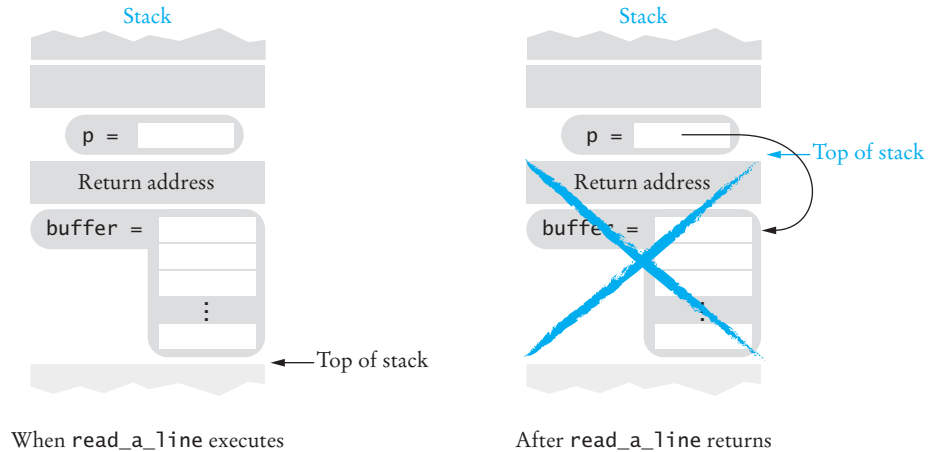 Stack
p =
Return address
buffer =
⋮
Top of stack
When read_a_line executes
Stack
p =
Top of stack
Return address
buffer =
⋮
After read_a_line returns